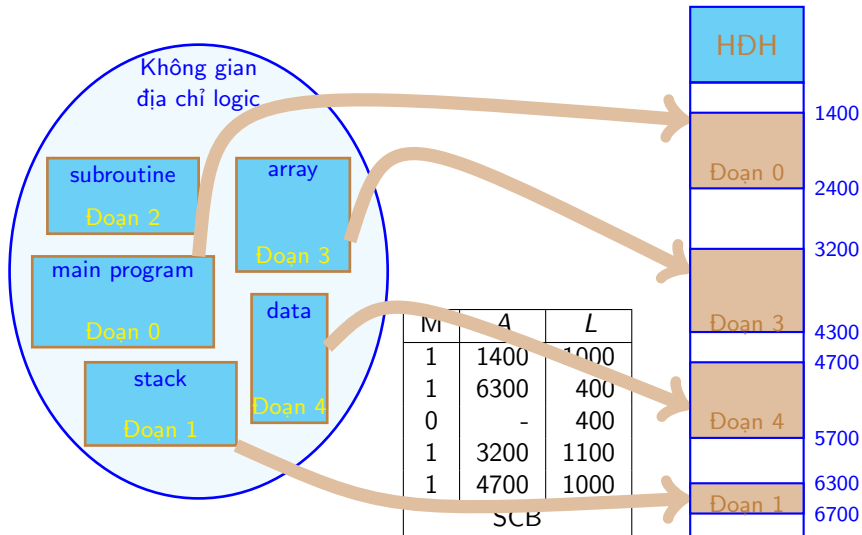 Không gian
địa chỉ logic
subroutine
Đoạn 2
array
Đoạn 3
main program
Đoạn 0
data
Đoạn 4
stack
Đoạn 1
M A L
1 1400 1000
1 6300 400
0 - 400
1 3200 1100
1 4700 1000
SCB
HĐH
1400
Đoạn 0
2400
3200
Đoạn 3
4300
4700
Đoạn 4
5700
6300
Đoạn 1
6700